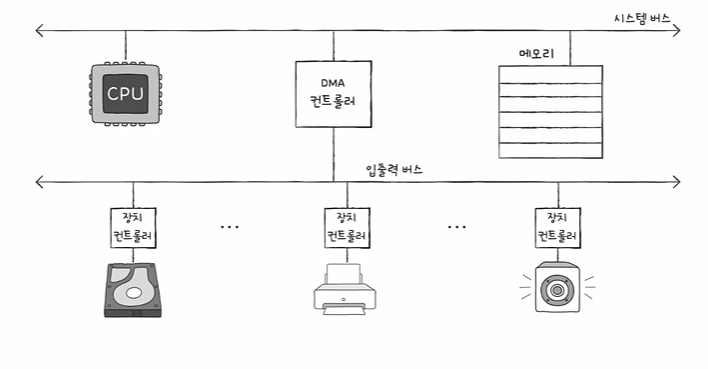 시스템 버스
메모리
CPU
DMA
컨트롤러
입출력 버스
장치
컨트롤러
...
장치
컨트롤러
...
장치
컨트롤러